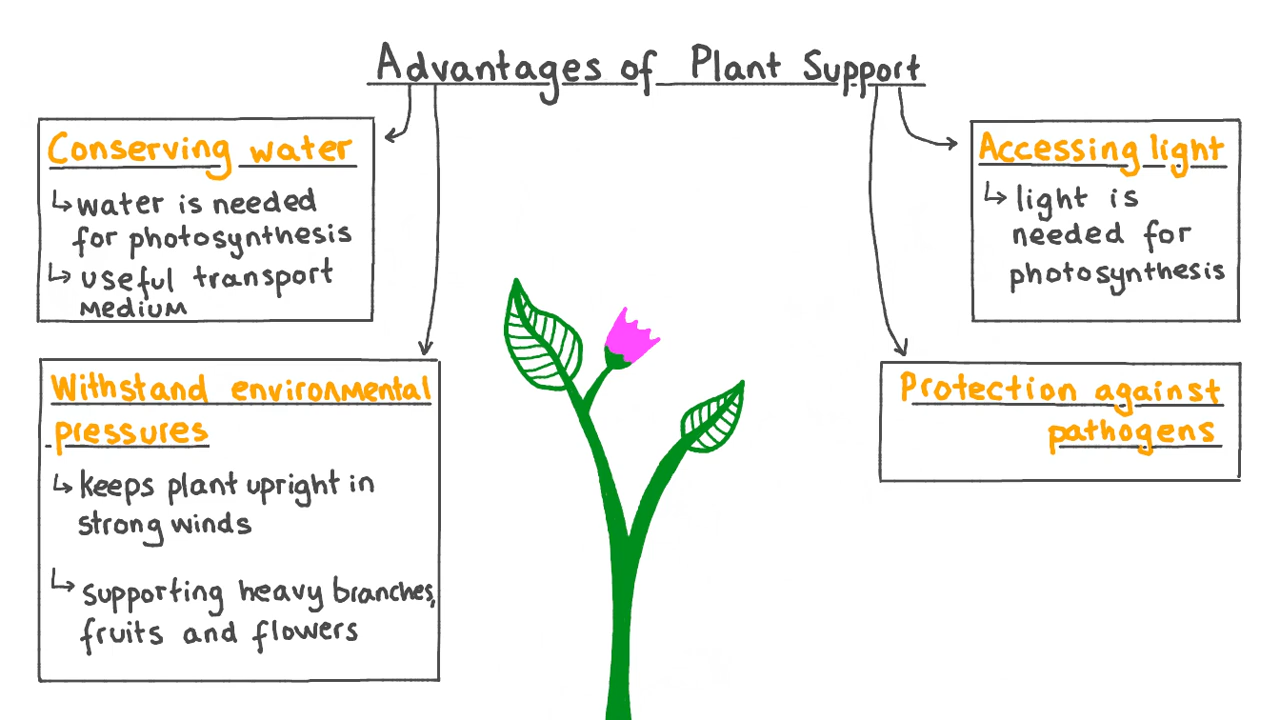 Advantages of Plant Support
Conserving water
↳ water is needed
for photosynthesis
↳ useful transport
medium
Withstand environmental
pressures
↳ keeps plant upright in
strong winds
↳ supporting heavy branches,
fruits and flowers
Accessing light
↳ light is
needed for
photosynthesis
Protection against
pathogens